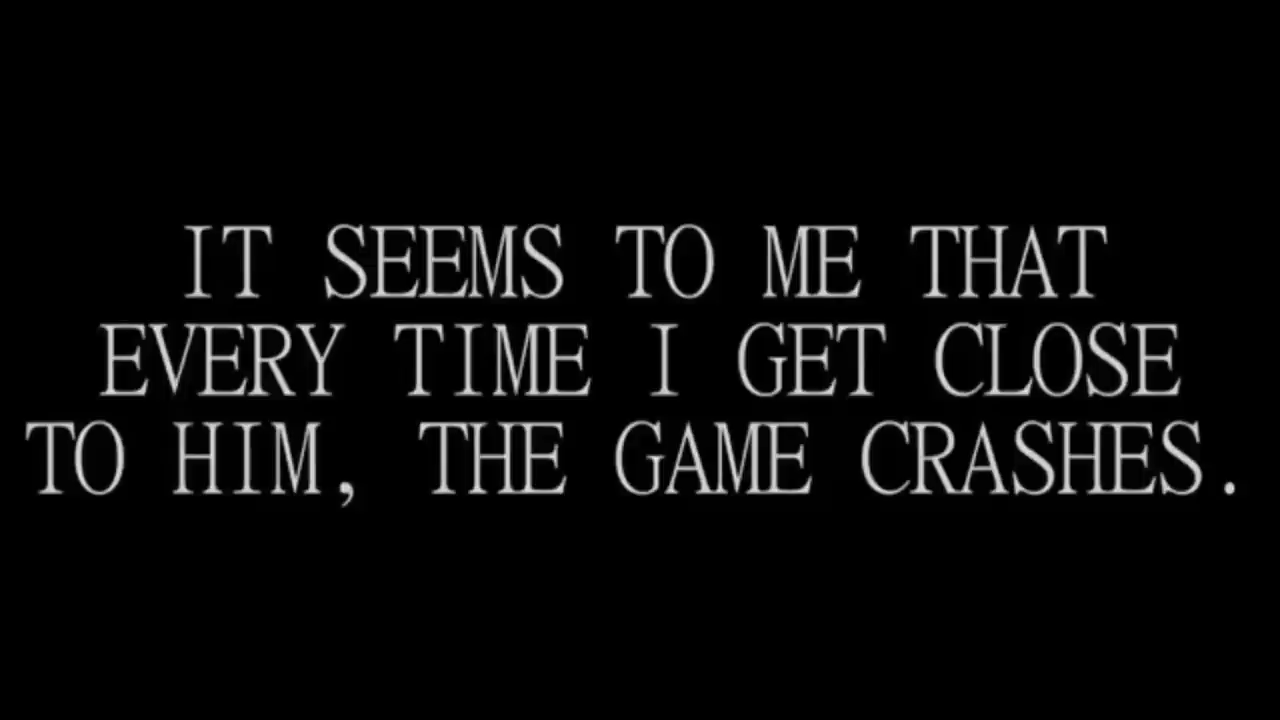 IT SEEMS TO ME THAT
EVERY TIME I GET CLOSE
TO HIM, THE GAME CRASHES.